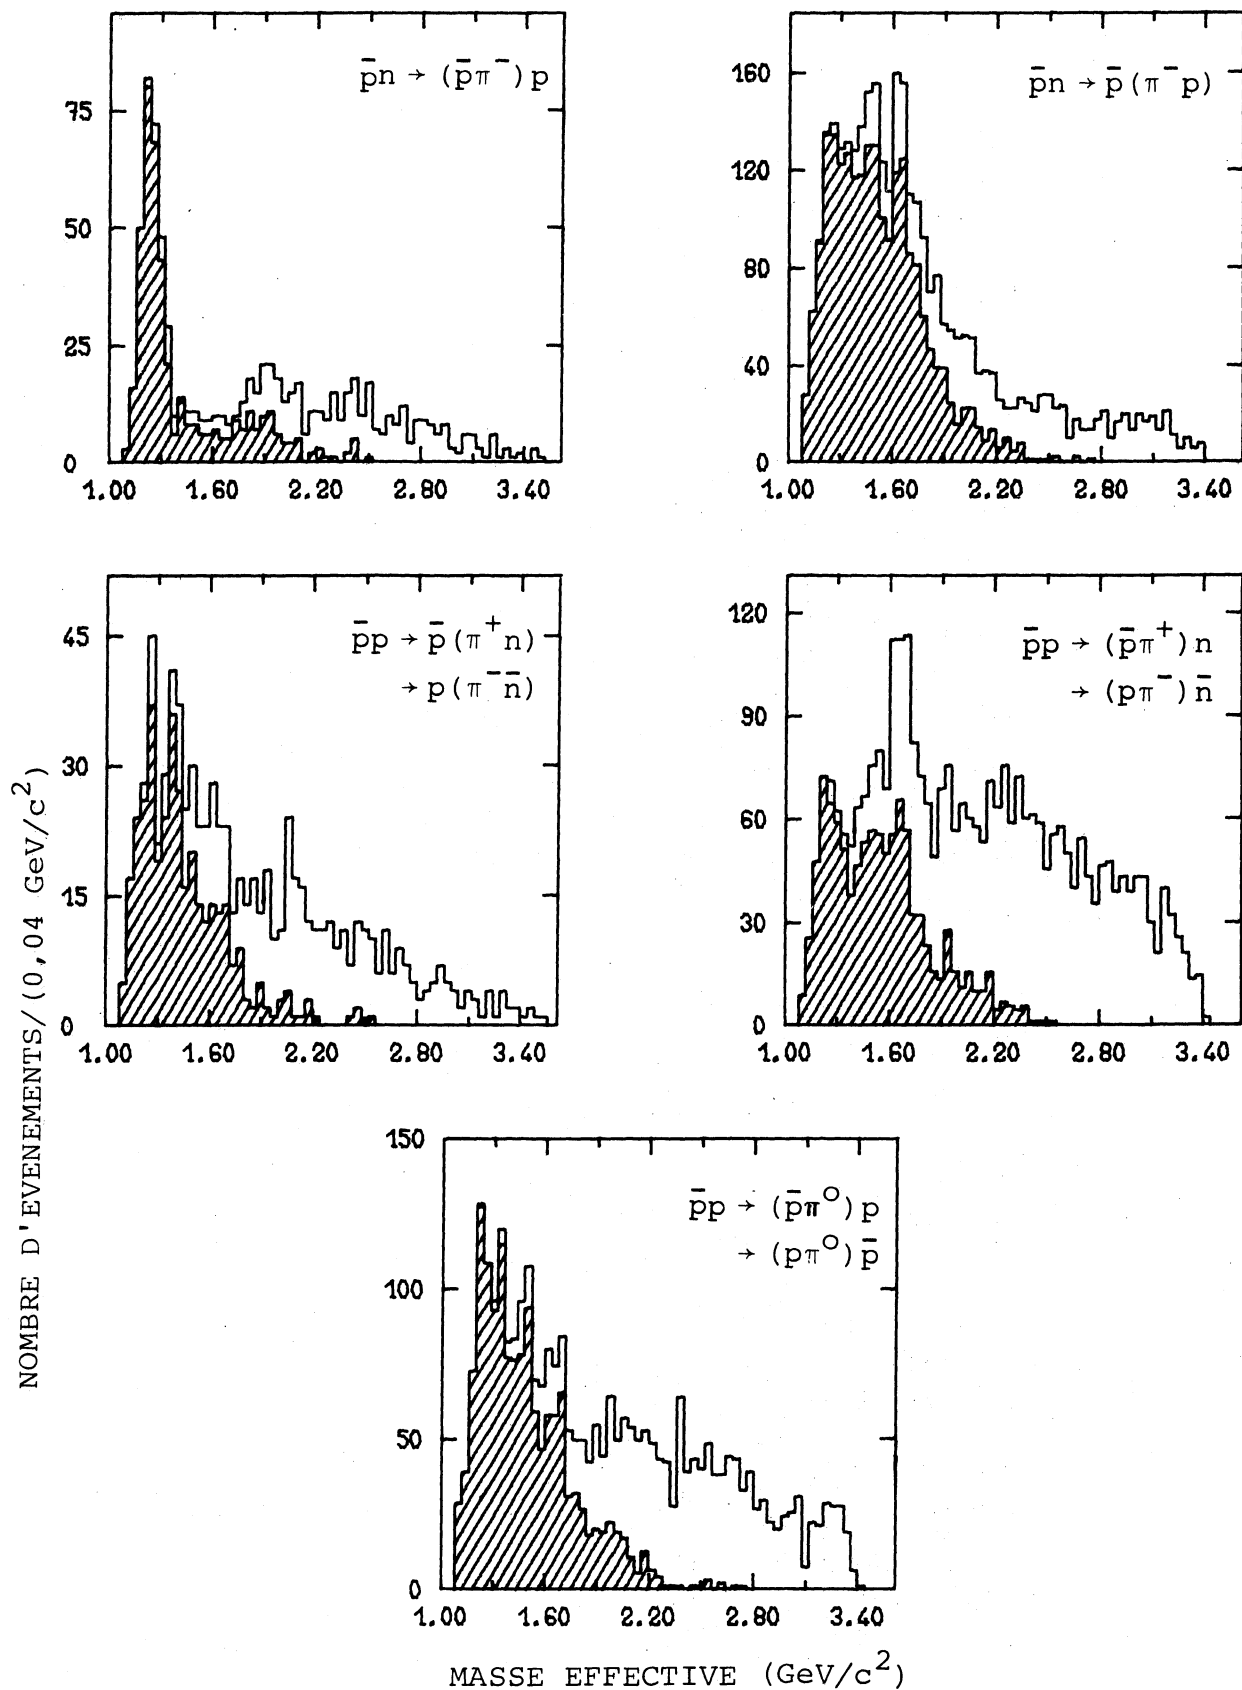 p̄n → (p̄π⁻)p
75
50
25
0
1.00 1.60 2.20 2.80 3.40
p̄n → p̄(π⁻p)
160
120
80
40
0
1.00 1.60 2.20 2.80 3.40
p̄p → p̄(π⁺n)
→ p(π⁻n̄)
45
30
15
0
1.00 1.60 2.20 2.80 3.40
p̄p → (p̄π⁺)n
→ (pπ⁻)n̄
120
90
60
30
0
1.00 1.60 2.20 2.80 3.40
p̄p → (p̄π⁰)p
→ (pπ⁰)p̄
150
100
50
0
1.00 1.60 2.20 2.80 3.40
NOMBRE D'EVENEMENTS/(0,04 GeV/c²)
MASSE EFFECTIVE (GeV/c²)